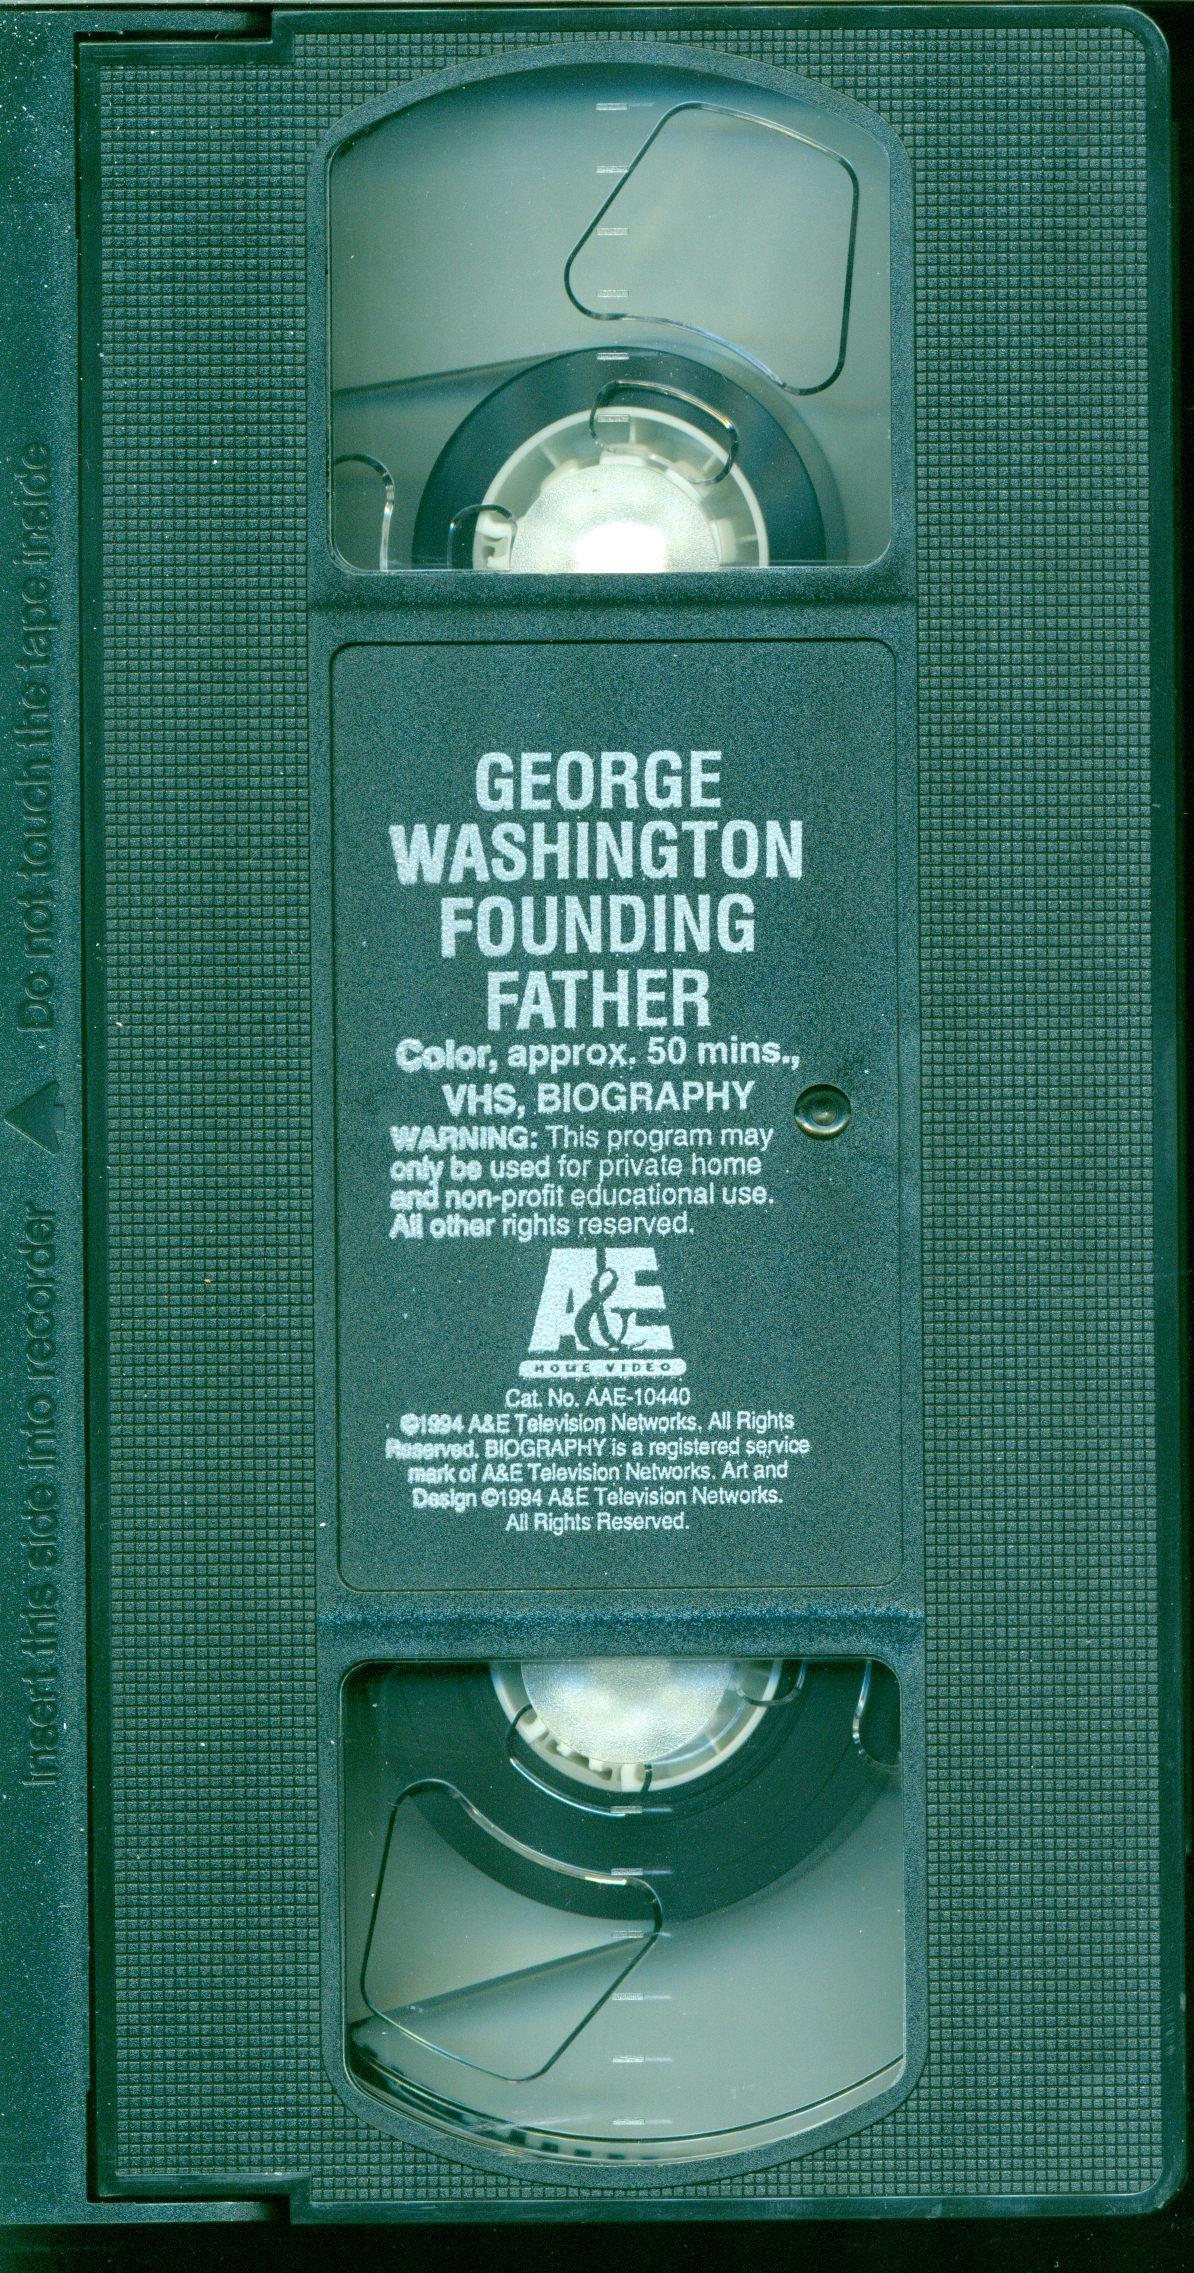 GEORGE
WASHINGTON
FOUNDING
FATHER
Color, approx. 50 mins.,
VHS, BIOGRAPHY
WARNING: This program may
only be used for private home
and non-profit educational use.
All other rights reserved.
A&E
HOME VIDEO
Cat. No. AAE-10440
©1994 A&E Television Networks. All Rights
Reserved. BIOGRAPHY is a registered service
mark of A&E Television Networks. Art and
Design ©1994 A&E Television Networks.
All Rights Reserved.
Insert this side into recorder ▲ Do not touch the tape inside